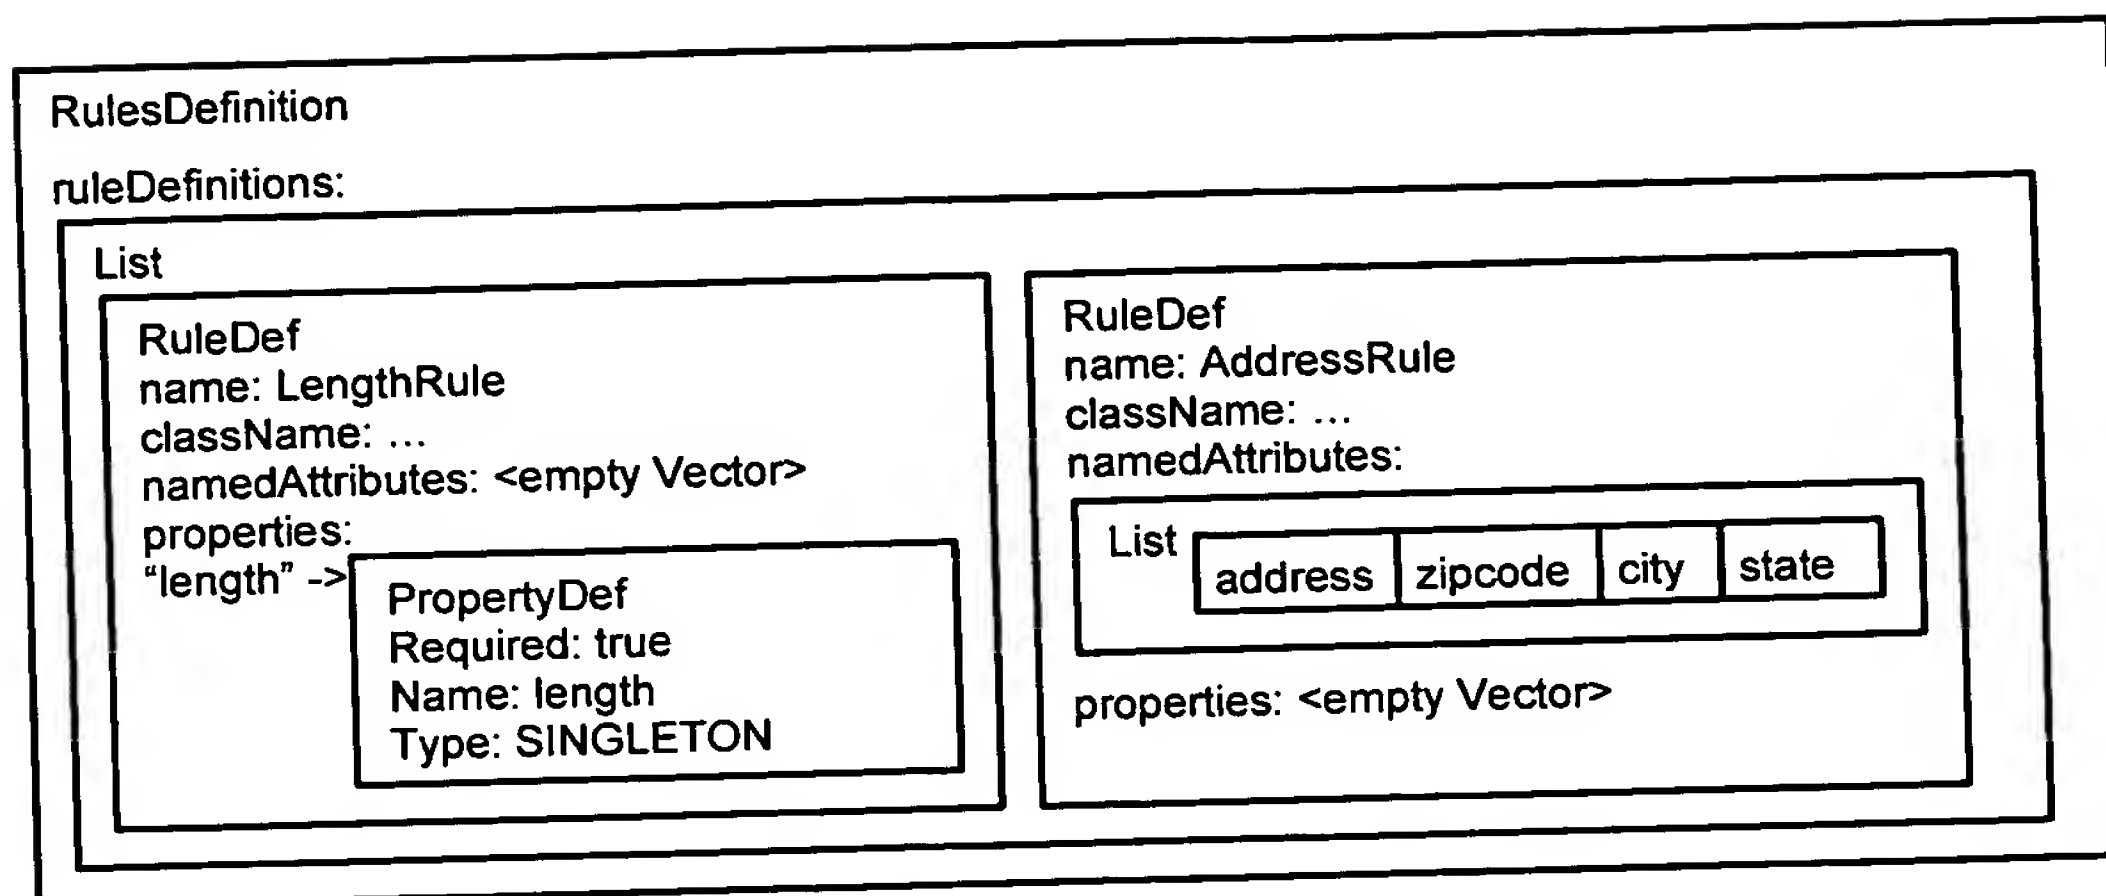 RulesDefinition
ruleDefinitions:
List
RuleDef
name: LengthRule
className: ...
namedAttributes: <empty Vector>
properties:
“length” ->
PropertyDef
Required: true
Name: length
Type: SINGLETON
RuleDef
name: AddressRule
className: ...
namedAttributes:
List
address zipcode city state
properties: <empty Vector>